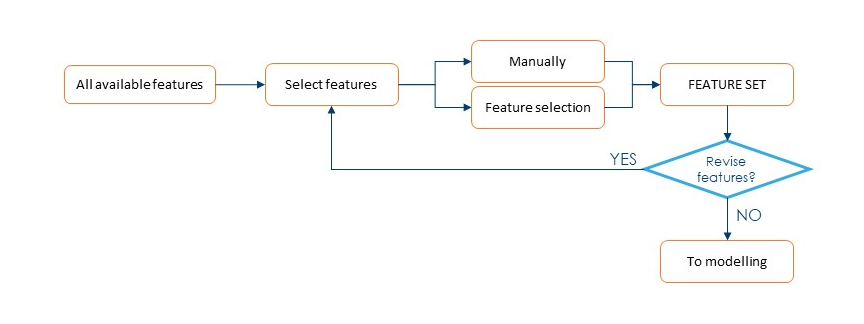 All available features
Select features
Manually
Feature selection
FEATURE SET
Revise
features?
YES
NO
To modelling